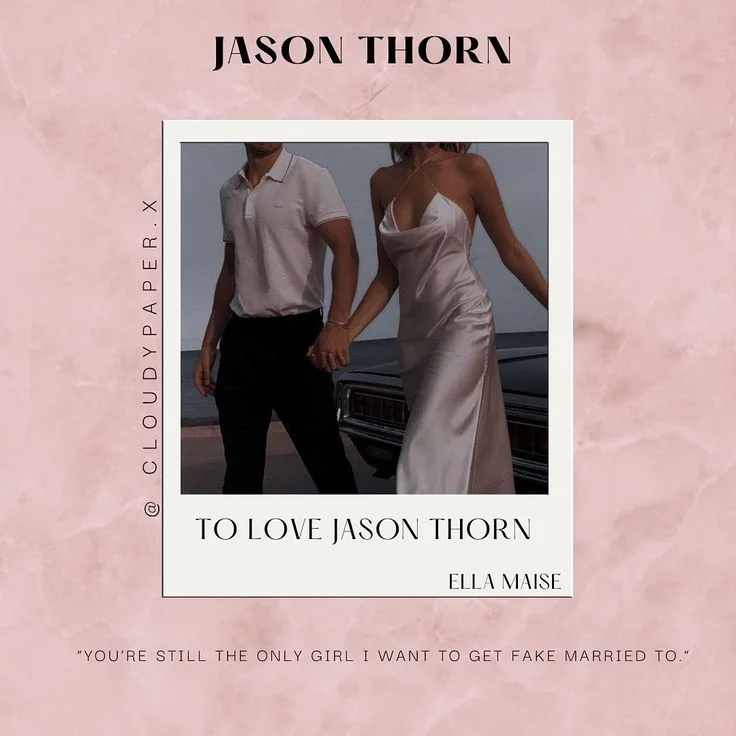 JASON THORN
@ CLOUDYPAPER.X
TO LOVE JASON THORN
ELLA MAISE
"YOU'RE STILL THE ONLY GIRL I WANT TO GET FAKE MARRIED TO."